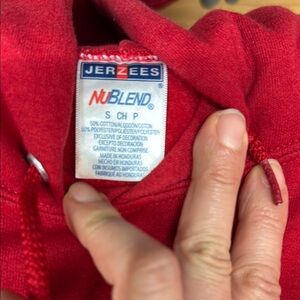 JERZEES
NUBLEND®
S CH P
50% COTTON/ALGODON/COTON
50% POLYESTER/POLIESTER/POLYESTER
EXCLUSIVE OF DECORATION
EXCEPTO DECORACION
GARNITURE NON COMPRISE
MADE IN HONDURAS
HECHO EN HONDURAS
CON INSUMOS IMPORTADOS
FABRIQUE AU HONDURAS